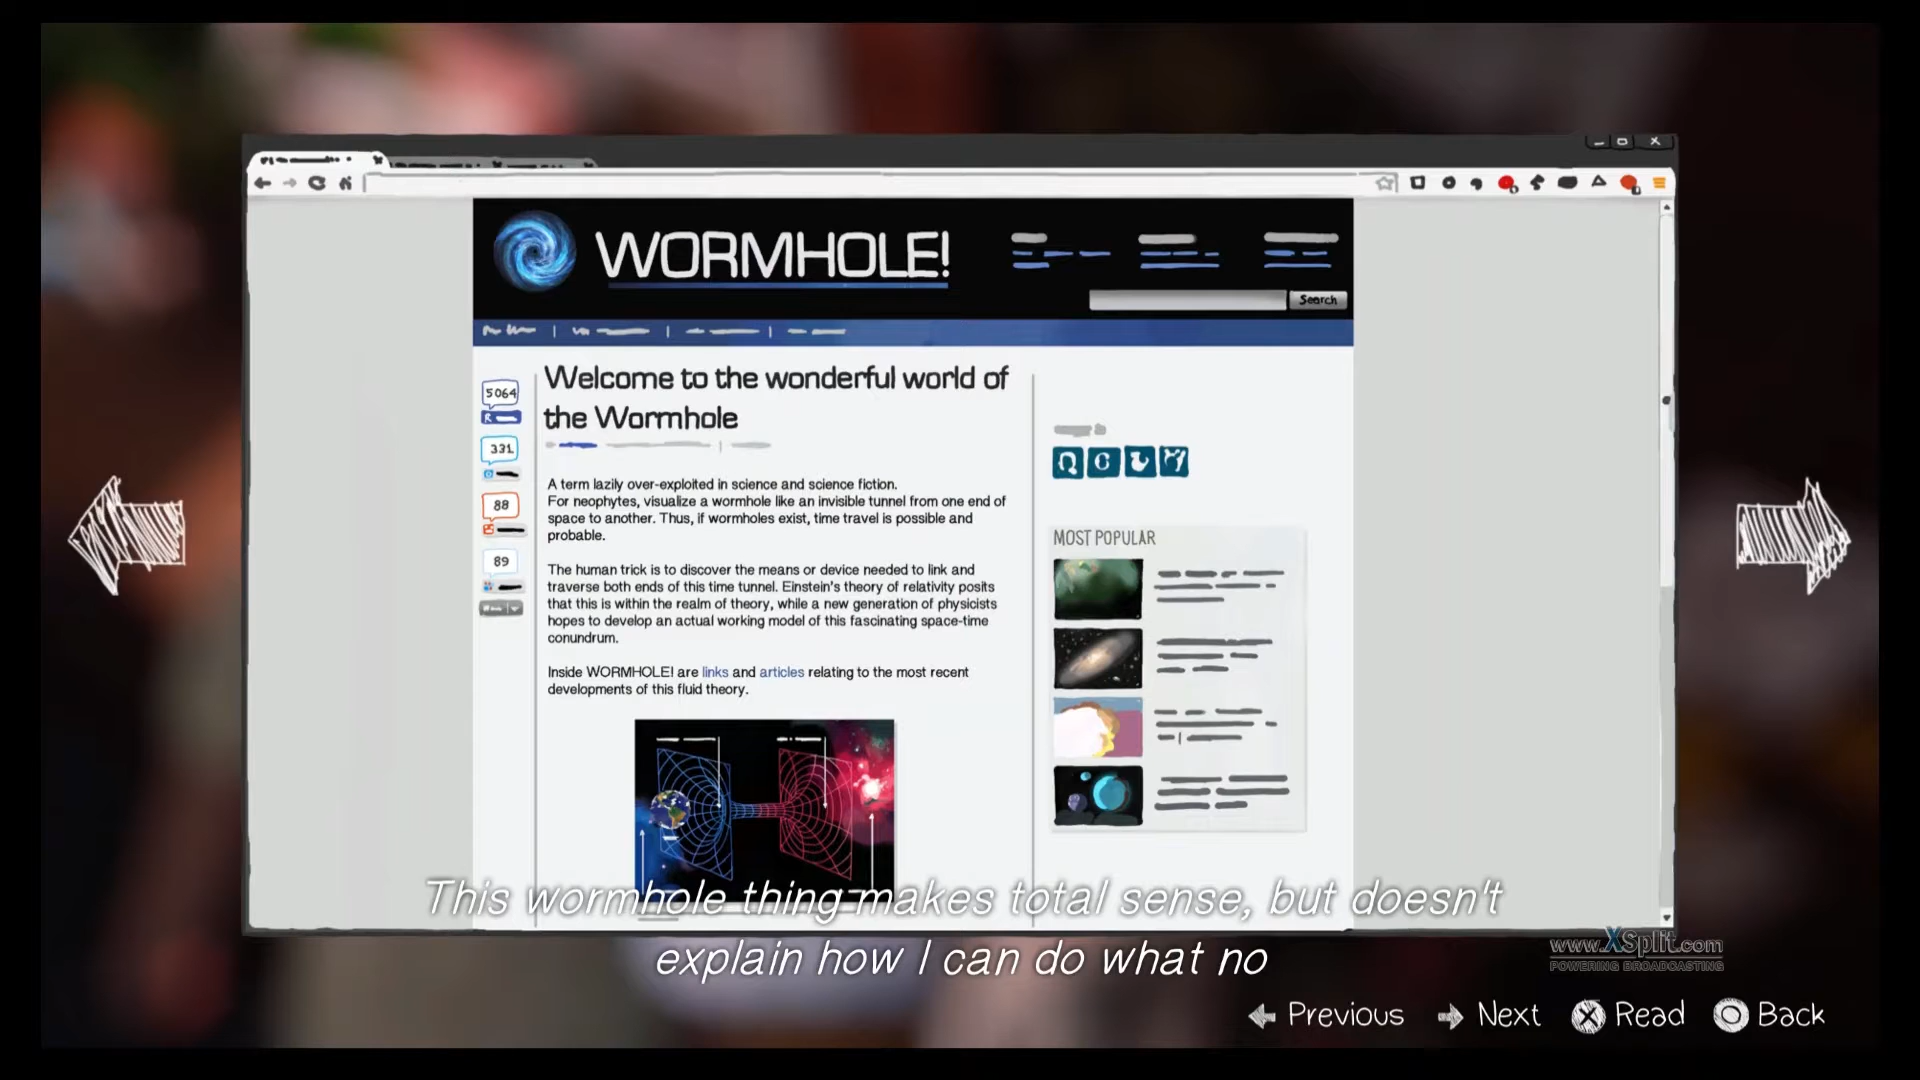 WORMHOLE!
Search
Welcome to the wonderful world of
the Wormhole
5064
331
88
89
A term lazily over-exploited in science and science fiction.
For neophytes, visualize a wormhole like an invisible tunnel from one end of
space to another. Thus, if wormholes exist, time travel is possible and
probable.
The human trick is to discover the means or device needed to link and
traverse both ends of this time tunnel. Einstein's theory of relativity posits
that this is within the realm of theory, while a new generation of physicists
hopes to develop an actual working model of this fascinating space-time
conundrum.
Inside WORMHOLE! are links and articles relating to the most recent
developments of this fluid theory.
MOST POPULAR
This wormhole thing makes total sense, but doesn't
explain how I can do what no
www.XSplit.com
POWERING BROADCASTING
Previous Next Read Back